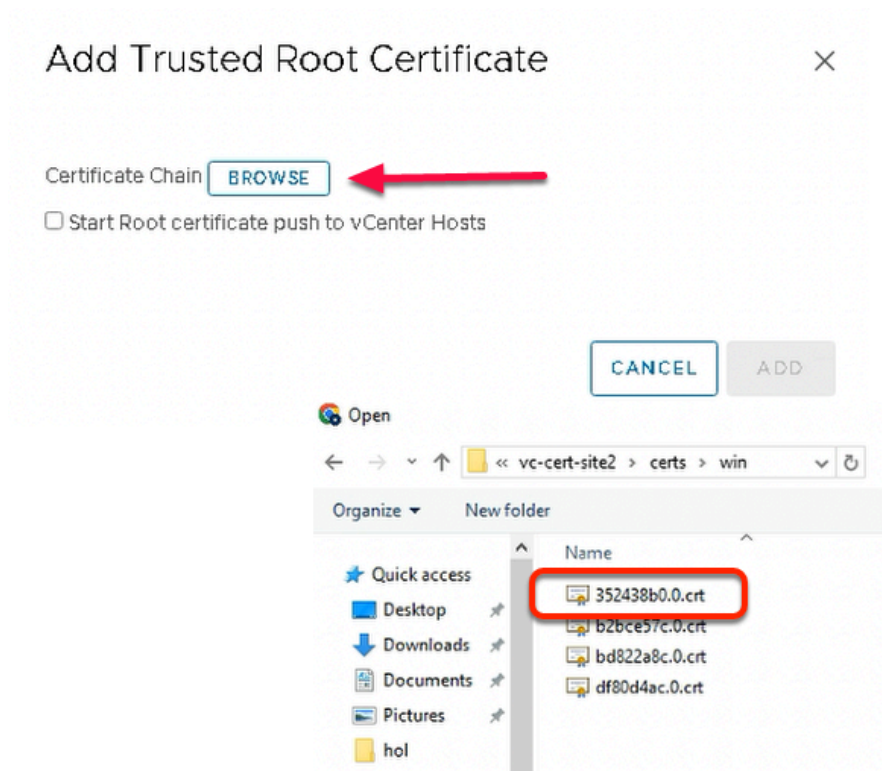 Add Trusted Root Certificate
Certificate Chain BROWSE
Start Root certificate push to vCenter Hosts
CANCEL ADD
Open
« vc-cert-site2 > certs > win
Organize New folder
Name
Quick access
352438b0.0.crt
Desktop
b2bce57c.0.crt
Downloads
bd822a8c.0.crt
Documents
df80d4ac.0.crt
Pictures
hol